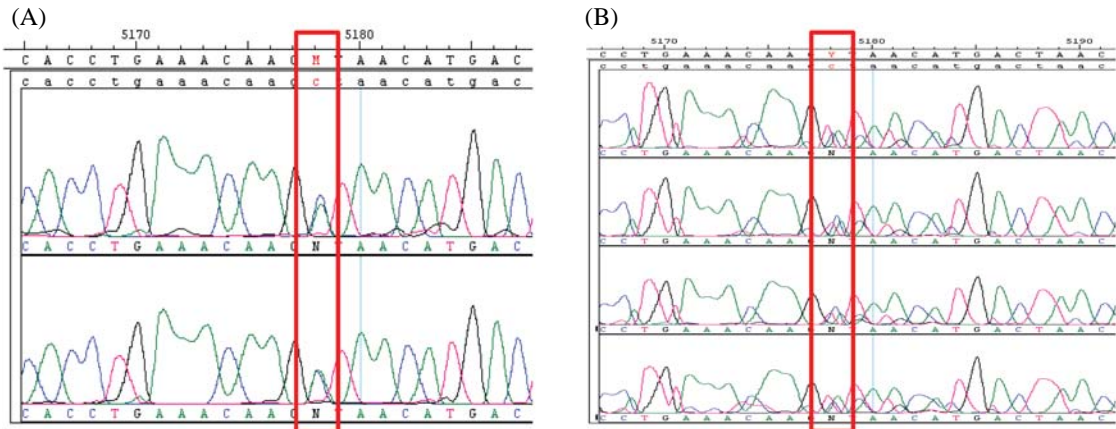 (A)
5170 5180
C A C C T G A A A C A A G M T A A C A T G A C
c a c c t g a a a c a a g C t a a c a t g a c
C A C C T G A A A C A A G N T A A C A T G A C
C A C C T G A A A C A A G N T A A C A T G A C
(B)
5170 5180 5190
C C T G A A A C A A G Y T A A C A T G A C T A A C
c c t g a a a c a a g c t a a c a t g a c t a a c
C C T G A A A C A A G N T A A C A T G A C T A A C
C C T G A A A C A A G N T A A C A T G A C T A A C
C C T G A A A C A A G N T A A C A T G A C T A A C
C C T G A A A C A A G N T A A C A T G A C T A A C